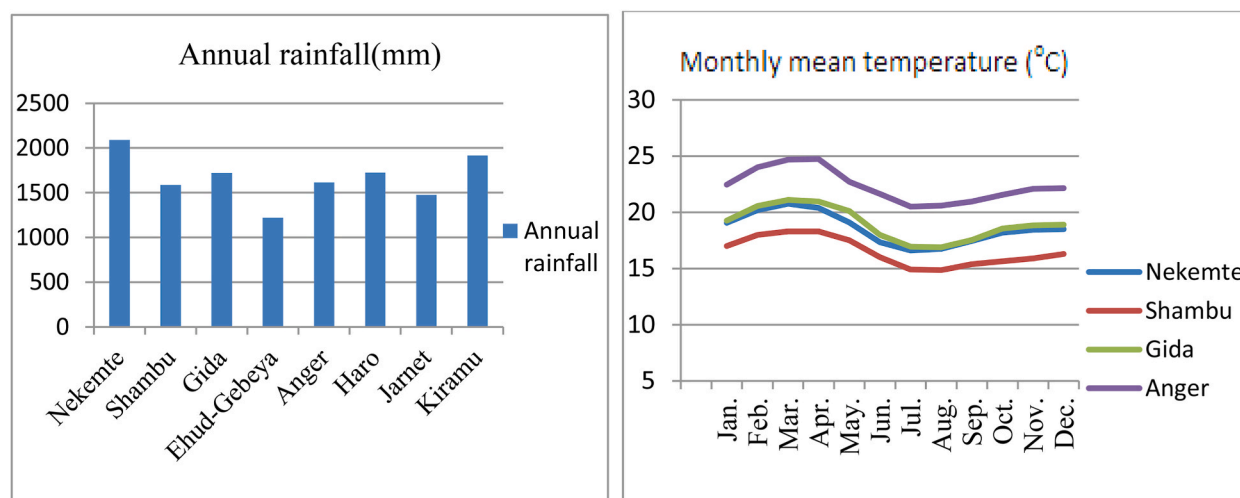 Annual rainfall(mm)
2500
2000
1500
1000
500
0
Nekemte
Shambu
Gida
Ehud-Gebeya
Anger
Haro
Jarnet
Kiramu
Annual
rainfall
Monthly mean temperature (⁰C)
30
25
20
15
10
5
Jan.
Feb.
Mar.
Apr.
May.
Jun.
Jul.
Aug.
Sep.
Oct.
Nov.
Dec.
Nekemte
Shambu
Gida
Anger